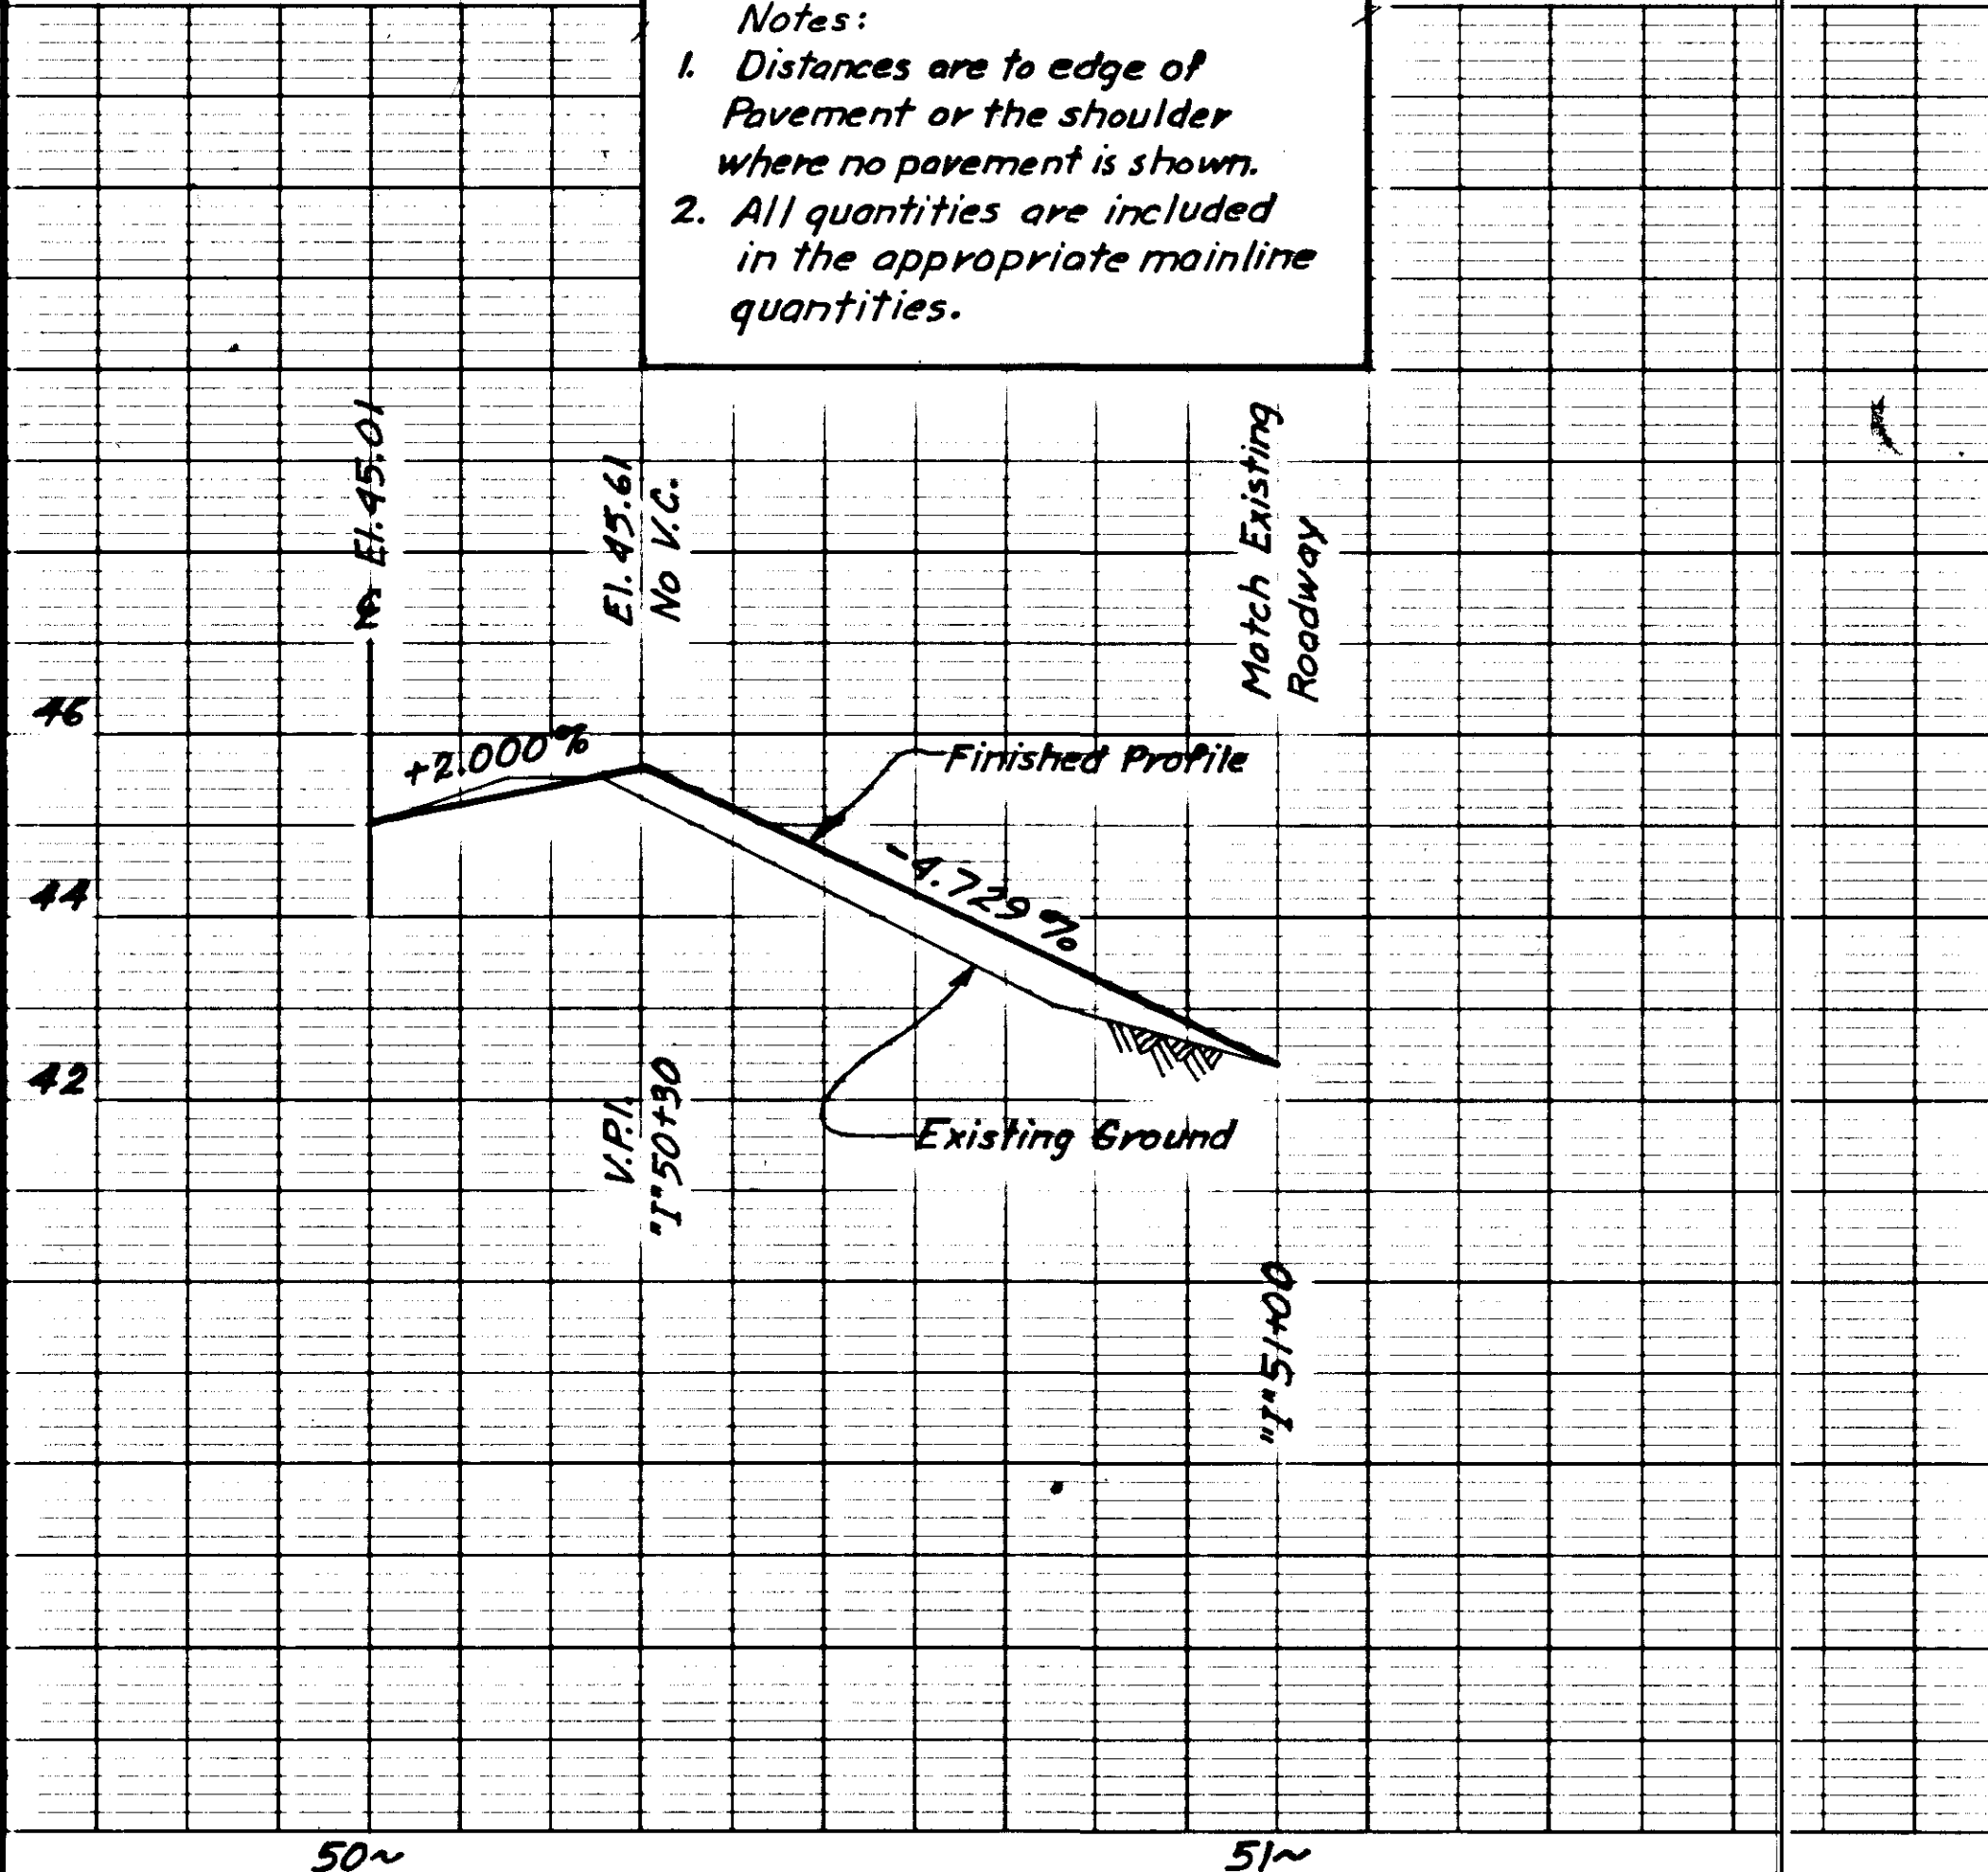 Notes:
1. Distances are to edge of
Pavement or the shoulder
where no pavement is shown.
2. All quantities are included
in the appropriate mainline
quantities.
El. 45.01
El. 45.61
No V.C.
Match Existing
Roadway
46
+2.000%
Finished Profile
44
-4.729%
42
V.P.I.
"I" 50+30
Existing Ground
"I" 51+00
50~
51~